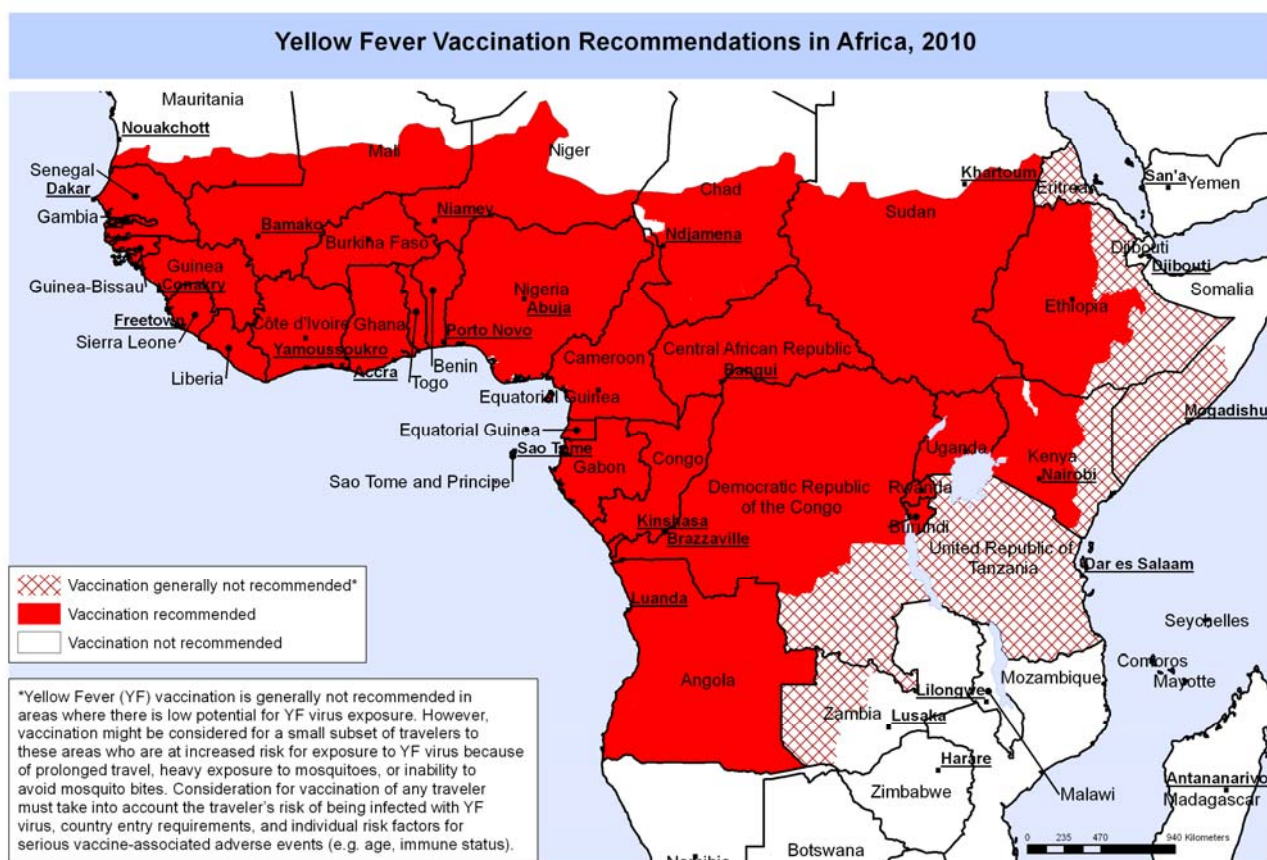 Yellow Fever Vaccination Recommendations in Africa, 2010
Mauritania
Nouakchott
Mali
Niger
Senegal
Dakar
Gambia
Bamako
Niamey
Burkina Faso
Chad
Ndjamena
Khartoum
Sudan
Eritrea
San'a
Yemen
Djibouti
Djibouti
Guinea
Conakry
Guinea-Bissau
Freetown
Sierra Leone
Liberia
Côte d'Ivoire
Yamoussoukro
Ghana
Accra
Togo
Benin
Porto Novo
Nigeria
Abuja
Cameroon
Central African Republic
Bangui
Ethiopia
Somalia
Mogadishu
Equatorial Guinea
Equatorial Guinea
Sao Tome
Sao Tome and Principe
Gabon
Congo
Uganda
Kenya
Nairobi
Rwanda
Burundi
Democratic Republic
of the Congo
Kinshasa
Brazzaville
United Republic of
Tanzania
Dar es Salaam
Luanda
Angola
Seychelles
Comoros
Mayotte
Mozambique
Lilongwe
Zambia
Lusaka
Harare
Zimbabwe
Malawi
Antananarivo
Madagascar
Botswana
Namibia
Vaccination generally not recommended*
Vaccination recommended
Vaccination not recommended
*Yellow Fever (YF) vaccination is generally not recommended in
areas where there is low potential for YF virus exposure. However,
vaccination might be considered for a small subset of travelers to
these areas who are at increased risk for exposure to YF virus because
of prolonged travel, heavy exposure to mosquitoes, or inability to
avoid mosquito bites. Consideration for vaccination of any traveler
must take into account the traveler's risk of being infected with YF
virus, country entry requirements, and individual risk factors for
serious vaccine-associated adverse events (e.g. age, immune status).
0 235 470 940 Kilometers